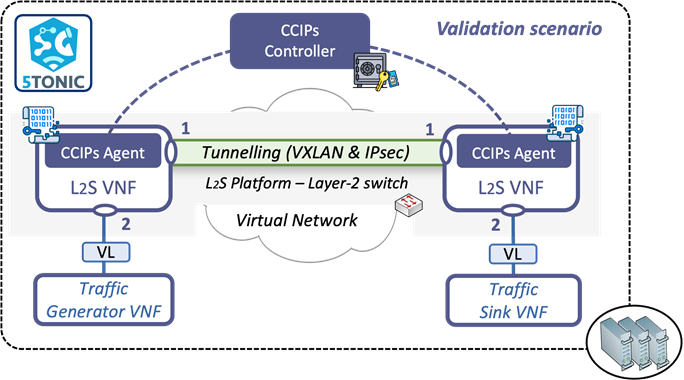 Validation scenario
5TONIC
CCIPs
Controller
1
1
CCIPs Agent
Tunnelling (VXLAN & IPsec)
CCIPs Agent
L2S VNF
L2S Platform – Layer-2 switch
L2S VNF
2
Virtual Network
2
VL
VL
Traffic
Generator VNF
Traffic
Sink VNF